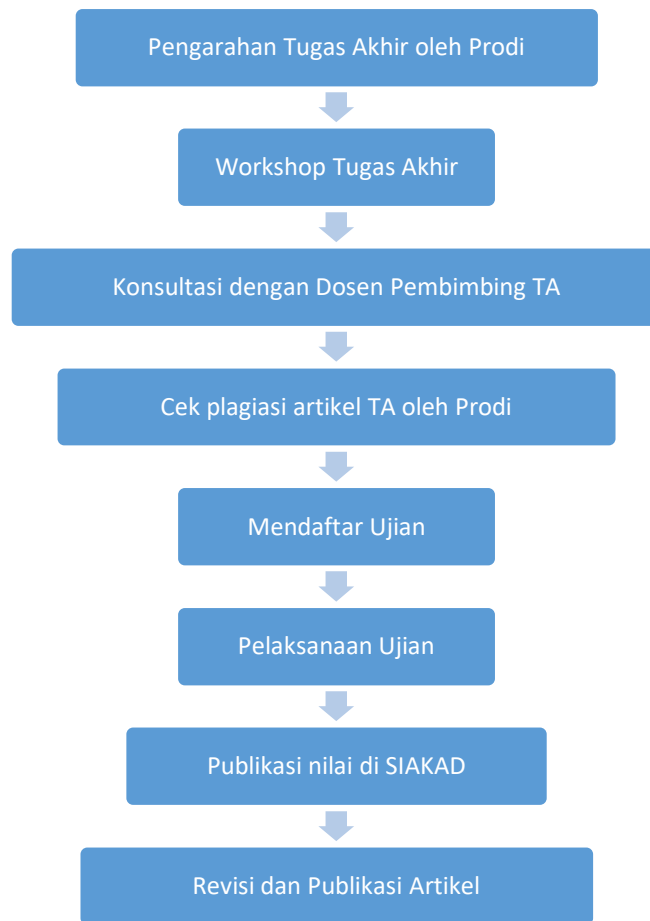 Pengarahan Tugas Akhir oleh Prodi
Workshop Tugas Akhir
Konsultasi dengan Dosen Pembimbing TA
Cek plagiasi artikel TA oleh Prodi
Mendaftar Ujian
Pelaksanaan Ujian
Publikasi nilai di SIAKAD
Revisi dan Publikasi Artikel